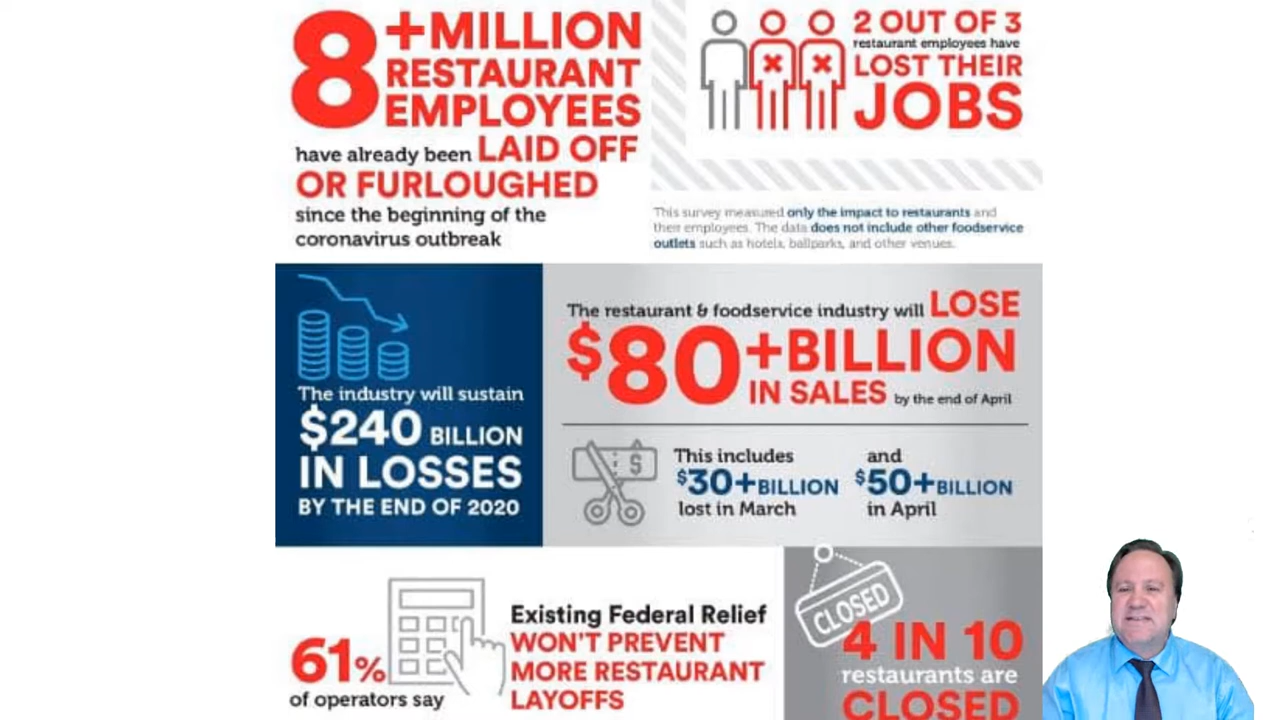 8+MILLION
RESTAURANT
EMPLOYEES
have already been LAID OFF
OR FURLOUGHED
since the beginning of the
coronavirus outbreak
2 OUT OF 3
restaurant employees have
LOST THEIR
JOBS
This survey measured only the impact to restaurants and
their employees. The data does not include other foodservice
outlets such as hotels, ballparks, and other venues.
The industry will sustain
$240 BILLION
IN LOSSES
BY THE END OF 2020
The restaurant & foodservice industry will LOSE
$80+BILLION
IN SALES by the end of April
This includes
$30+BILLION
lost in March
and
$50+BILLION
in April
61%
of operators say
Existing Federal Relief
WON'T PREVENT
MORE RESTAURANT
LAYOFFS
CLOSED
4 IN 10
restaurants are
CLOSED